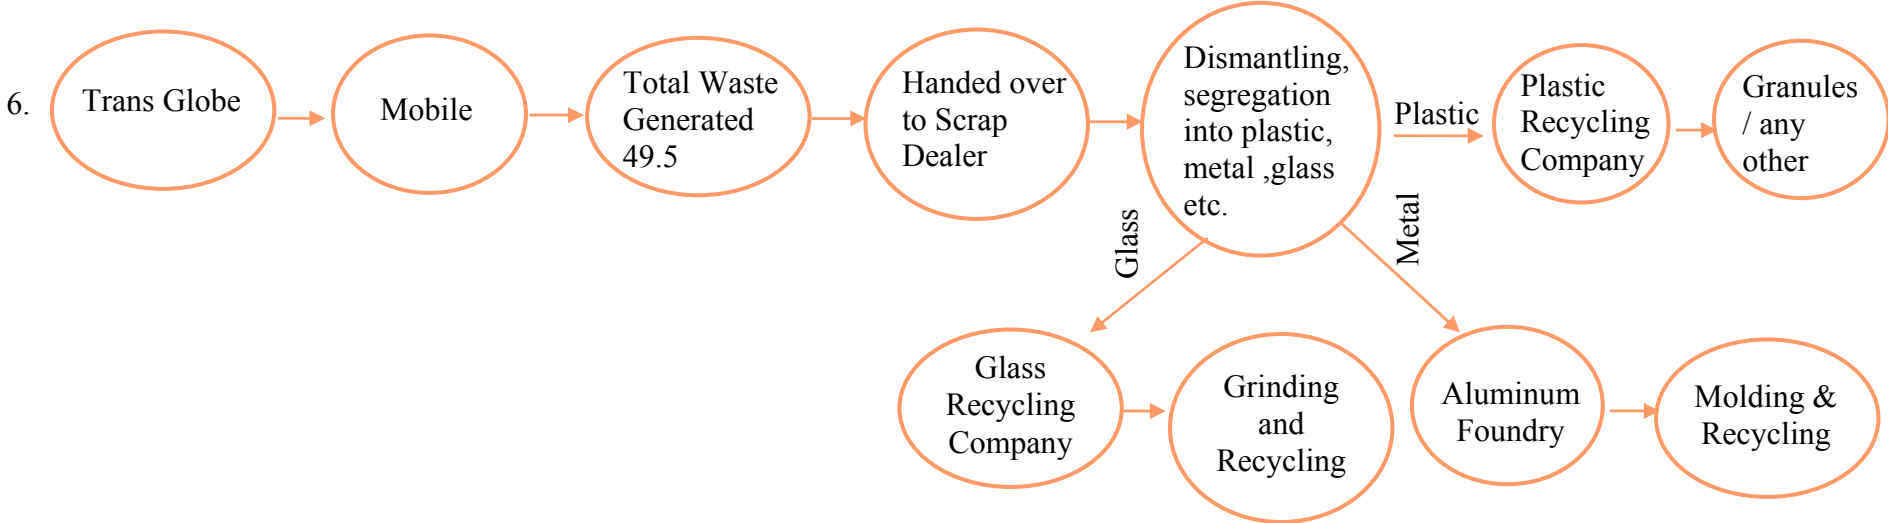 6.
Trans Globe
Mobile
Total Waste
Generated
49.5
Handed over
to Scrap
Dealer
Dismantling,
segregation
into plastic,
metal ,glass
etc.
Plastic
Plastic
Recycling
Company
Granules
/ any
other
Glass
Metal
Glass
Recycling
Company
Grinding
and
Recycling
Aluminum
Foundry
Molding &
Recycling